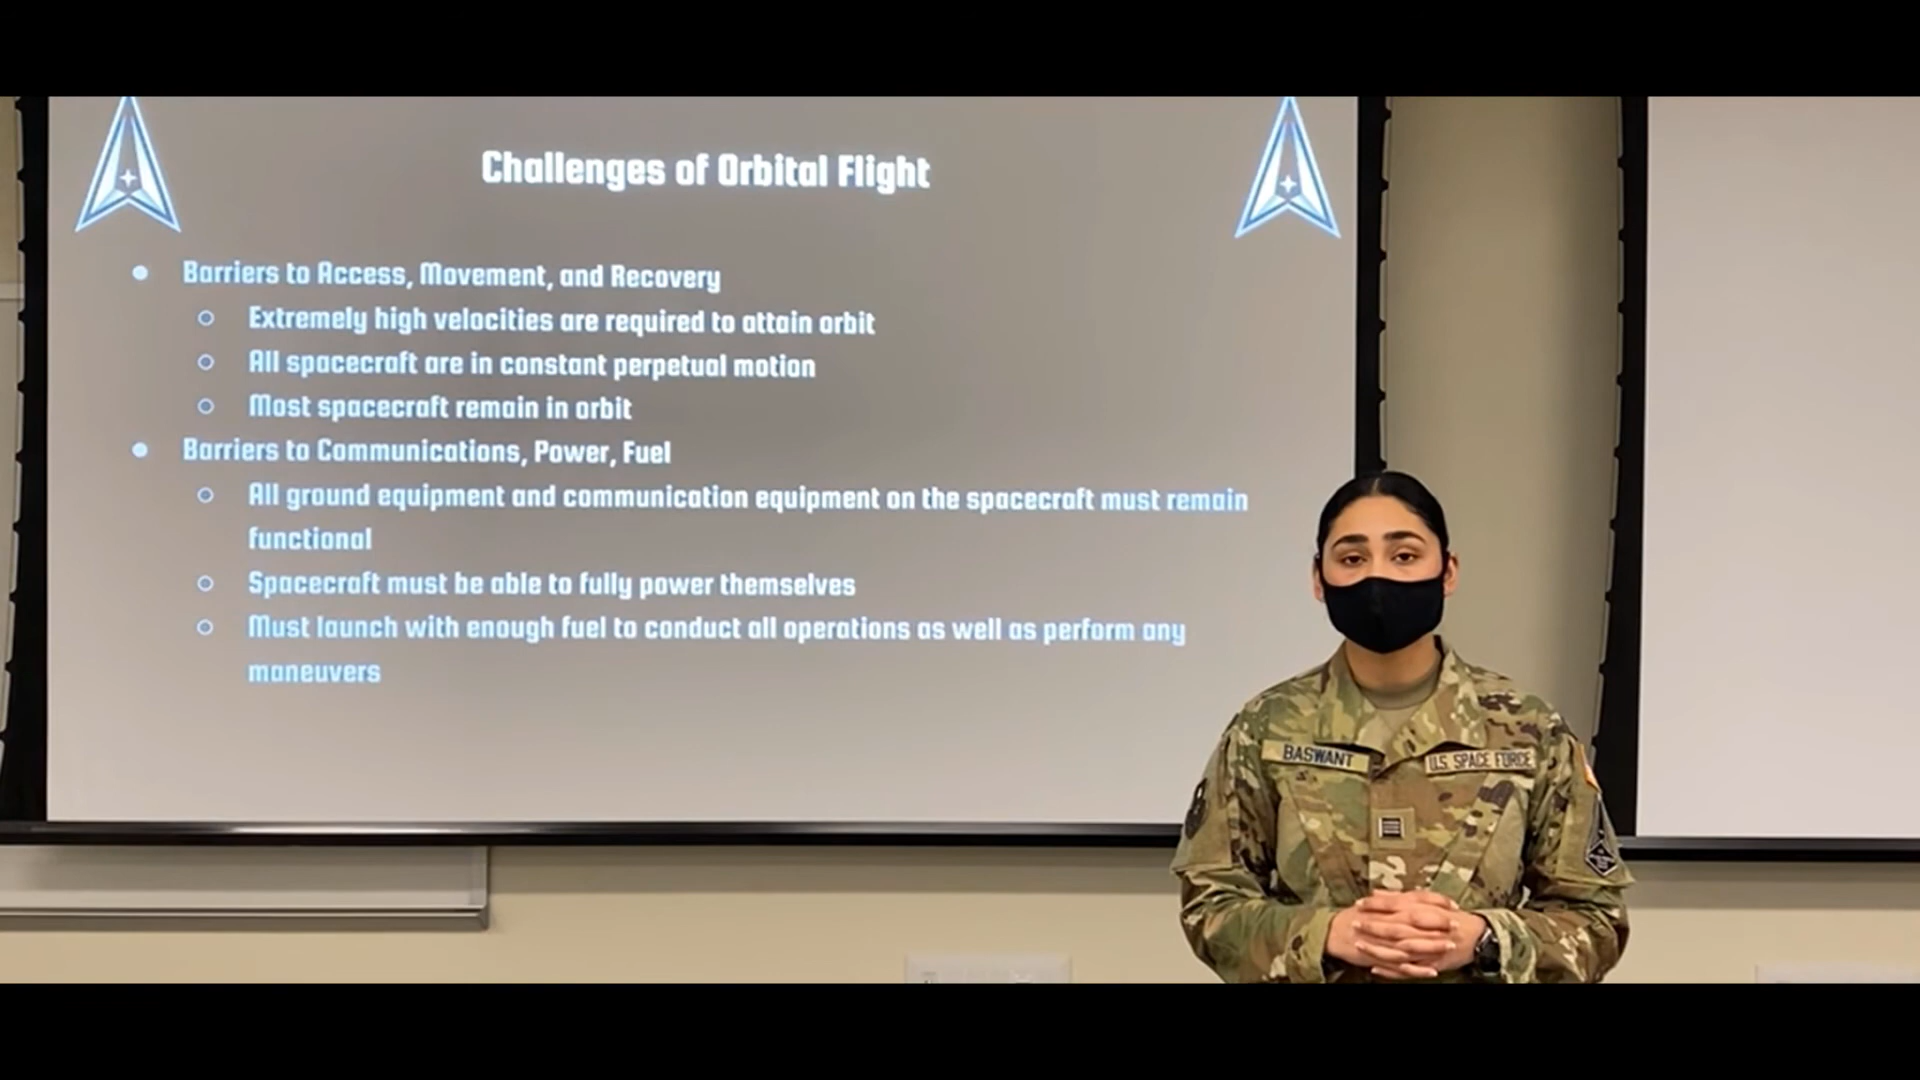 Challenges of Orbital Flight
Barriers to Access, Movement, and Recovery
Extremely high velocities are required to attain orbit
All spacecraft are in constant perpetual motion
Most spacecraft remain in orbit
Barriers to Communications, Power, Fuel
All ground equipment and communication equipment on the spacecraft must remain
functional
Spacecraft must be able to fully power themselves
Must launch with enough fuel to conduct all operations as well as perform any
maneuvers
BASWANT
U.S. SPACE FORCE